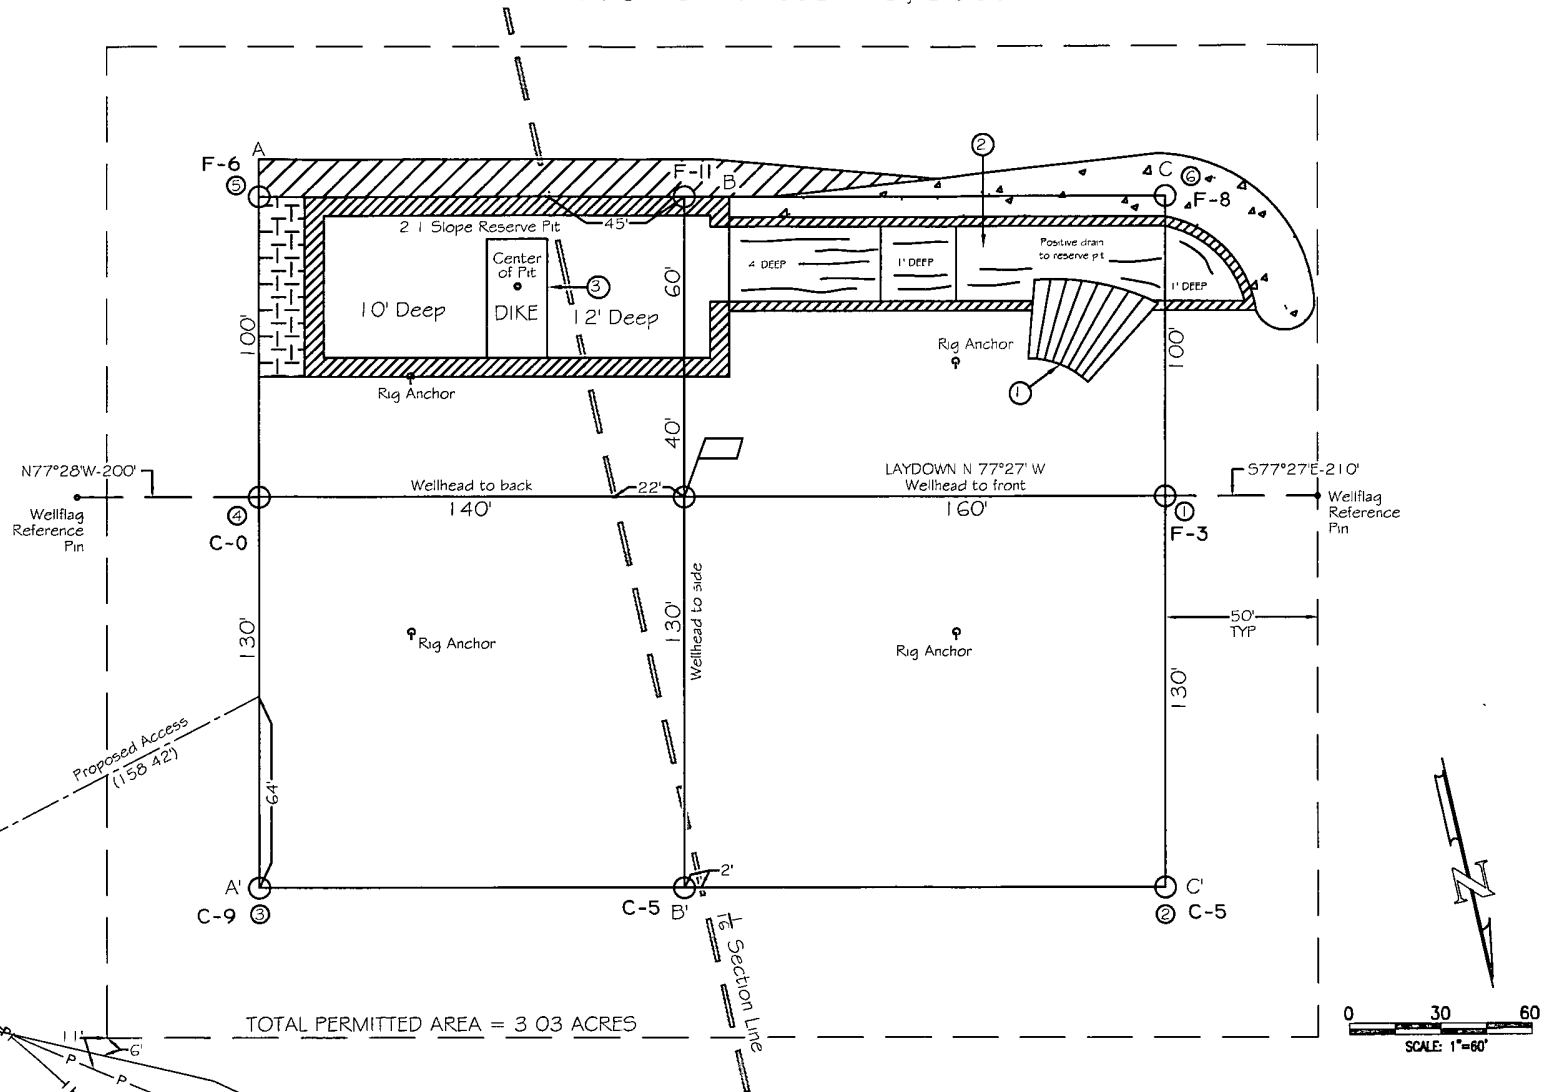 A
F-6
⑤
F-11
B
②
C
⑥
F-8
2 1 Slope Reserve Pit
45'
Center
of Pit
③
10' Deep
DIKE
12' Deep
60'
4 DEEP
1' DEEP
Positive drain
to reserve pit
1' DEEP
100'
Rig Anchor
100'
Rig Anchor
①
40'
N77°28'W-200'
Wellhead to back
22'
LAYDOWN N 77°27' W
Wellhead to front
S77°27'E-210'
140'
160'
Wellflag
Reference
Pin
④
C-0
①
F-3
Wellflag
Reference
Pin
130'
130'
Wellhead to side
Rig Anchor
Rig Anchor
50'
TYP
130'
Proposed Access
(158 42')
64'
A'
C-9
③
C-5
B'
1'
2'
C'
②
C-5
1/16 Section Line
N
TOTAL PERMITTED AREA = 3 03 ACRES
11'
6'
P
P
P
0 30 60
SCALE: 1"=60'